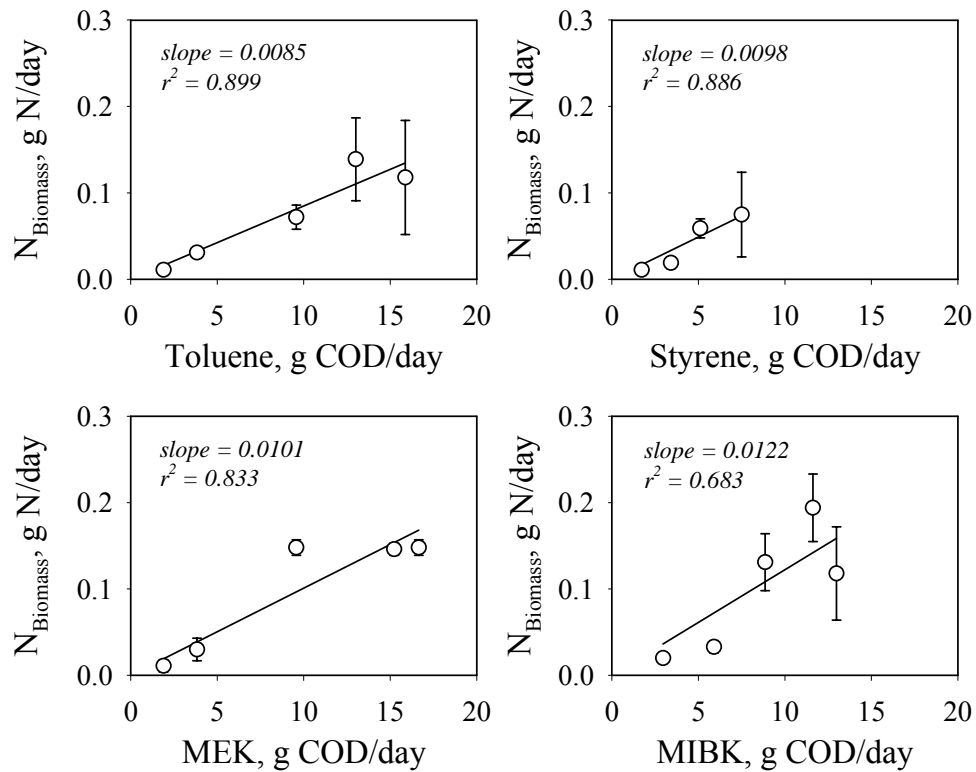 0.3
0.2
0.1
0.0
N_Biomass, g N/day
slope = 0.0085
r² = 0.899
0 5 10 15 20
Toluene, g COD/day
0.3
0.2
0.1
0.0
N_Biomass, g N/day
slope = 0.0098
r² = 0.886
0 5 10 15 20
Styrene, g COD/day
0.3
0.2
0.1
0.0
N_Biomass, g N/day
slope = 0.0101
r² = 0.833
0 5 10 15 20
MEK, g COD/day
0.3
0.2
0.1
0.0
N_Biomass, g N/day
slope = 0.0122
r² = 0.683
0 5 10 15 20
MIBK, g COD/day